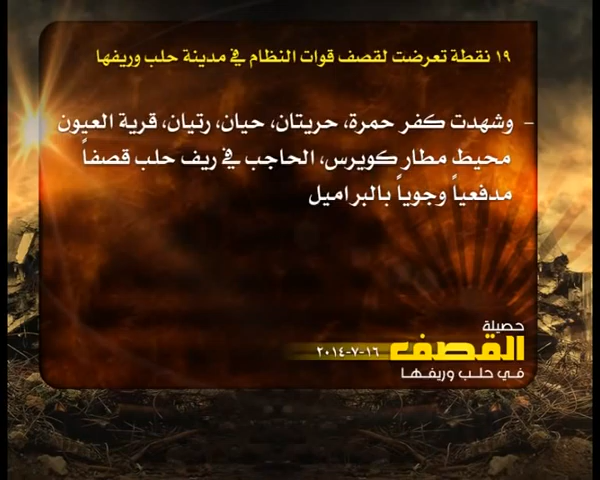 ١٩ نقطة تعرضت لقصف قوات النظام في مدينة حلب وريفها
- وشهدت كفر حمرة، حريتان، حيان، رتيان، قرية العيون
محيط مطار كويرس، الحاجب في ريف حلب قصفاً
مدفعياً وجوياً بالبراميل
حصيلة
القصف
٢٠١٤-٧-١٦
في حلب وريفها